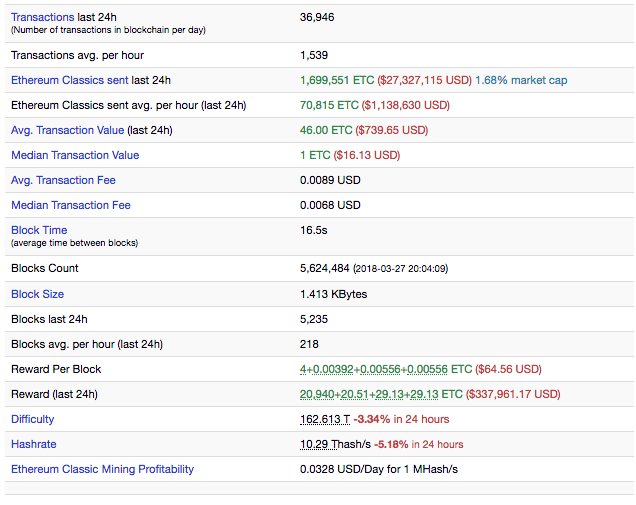 Transactions last 24h 36,946
(Number of transactions in blockchain per day)
Transactions avg. per hour 1,539
Ethereum Classics sent last 24h 1,699,551 ETC ($27,327,115 USD) 1.68% market cap
Ethereum Classics sent avg. per hour (last 24h) 70,815 ETC ($1,138,630 USD)
Avg. Transaction Value (last 24h) 46.00 ETC ($739.65 USD)
Median Transaction Value 1 ETC ($16.13 USD)
Avg. Transaction Fee 0.0089 USD
Median Transaction Fee 0.0068 USD
Block Time 16.5s
(average time between blocks)
Blocks Count 5,624,484 (2018-03-27 20:04:09)
Block Size 1.413 KBytes
Blocks last 24h 5,235
Blocks avg. per hour (last 24h) 218
Reward Per Block 4+0.00392+0.00556+0.00556 ETC ($64.56 USD)
Reward (last 24h) 20,940+20.51+29.13+29.13 ETC ($337,961.17 USD)
Difficulty 162.613 T -3.34% in 24 hours
Hashrate 10.29 Thash/s -5.18% in 24 hours
Ethereum Classic Mining Profitability 0.0328 USD/Day for 1 MHash/s